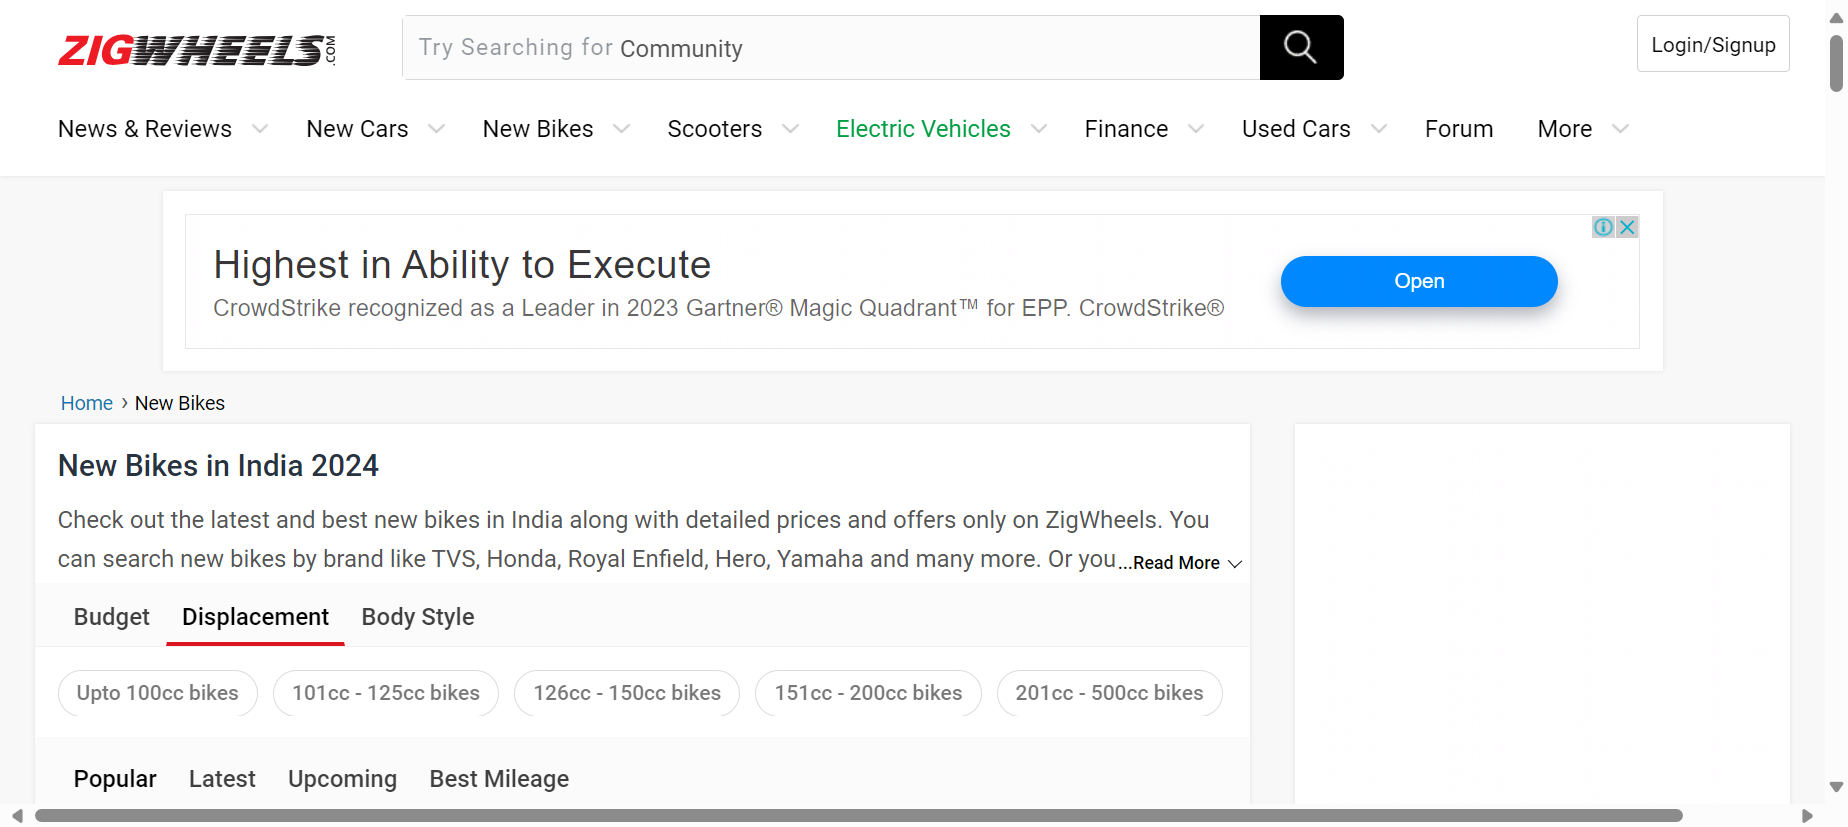 ZIGWHEELS.COM
Try Searching for Community
Login/Signup
News & Reviews New Cars New Bikes Scooters Electric Vehicles Finance Used Cars Forum More
Highest in Ability to Execute
CrowdStrike recognized as a Leader in 2023 Gartner® Magic Quadrant™ for EPP. CrowdStrike®
Open
Home › New Bikes
New Bikes in India 2024
Check out the latest and best new bikes in India along with detailed prices and offers only on ZigWheels. You
can search new bikes by brand like TVS, Honda, Royal Enfield, Hero, Yamaha and many more. Or you...Read More
Budget Displacement Body Style
Upto 100cc bikes 101cc - 125cc bikes 126cc - 150cc bikes 151cc - 200cc bikes 201cc - 500cc bikes
Popular Latest Upcoming Best Mileage